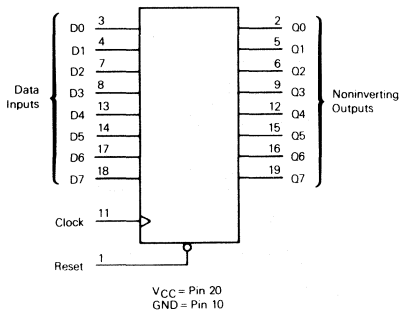 D0 3 2 Q0
D1 4 5 Q1
D2 7 6 Q2
Data Inputs D3 8 9 Q3 Noninverting Outputs
D4 13 12 Q4
D5 14 15 Q5
D6 17 16 Q6
D7 18 19 Q7
Clock 11
Reset 1
VCC = Pin 20
GND = Pin 10